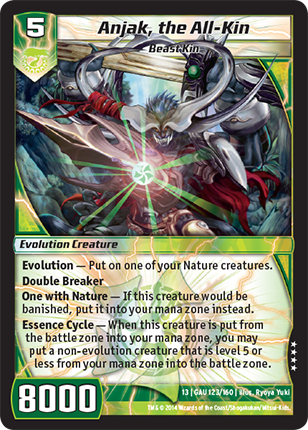 5
Anjak, the All-Kin
Beast Kin
Evolution Creature
Evolution — Put on one of your Nature creatures.
Double Breaker
One with Nature — If this creature would be
banished, put it into your mana zone instead.
Essence Cycle — When this creature is put from
the battle zone into your mana zone, you may
put a non-evolution creature that is level 5 or
less from your mana zone into the battle zone.
8000
13 | GAU 123/160 | illus. Ryoya Yuki
TM & © 2014 Wizards of the Coast/Shogakukan/Mitsui-Kids.